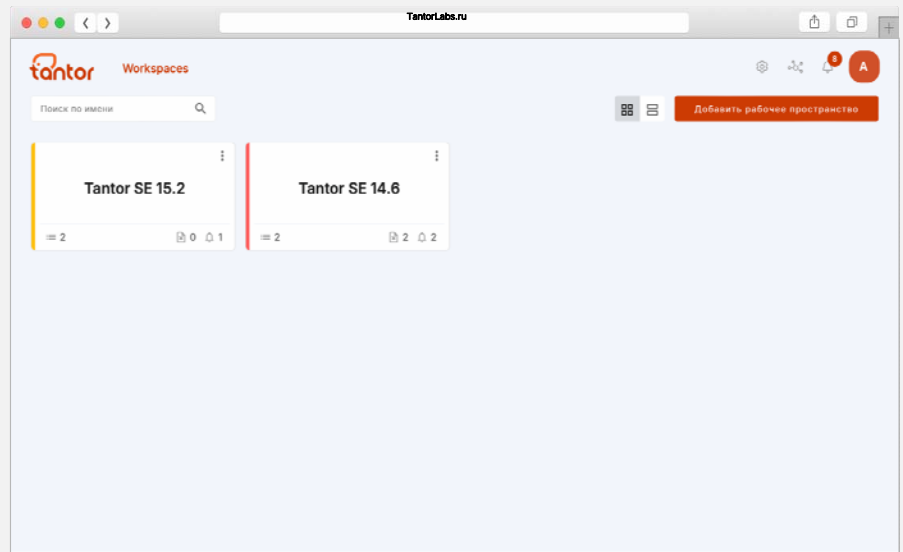 TantorLabs.ru
tantor
Workspaces
8
A
Поиск по имени
Добавить рабочее пространство
Tantor SE 15.2
Tantor SE 14.6
2
0
1
2
2
2